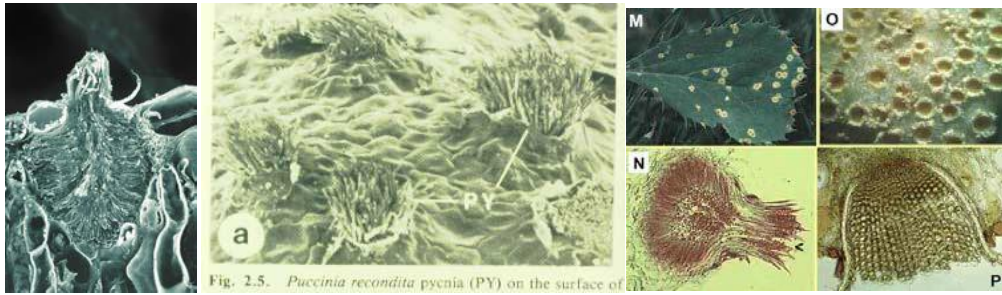 M
O
PY
a
N
<
P
Fig. 2.5. Puccinia recondita pycnia (PY) on the surface of